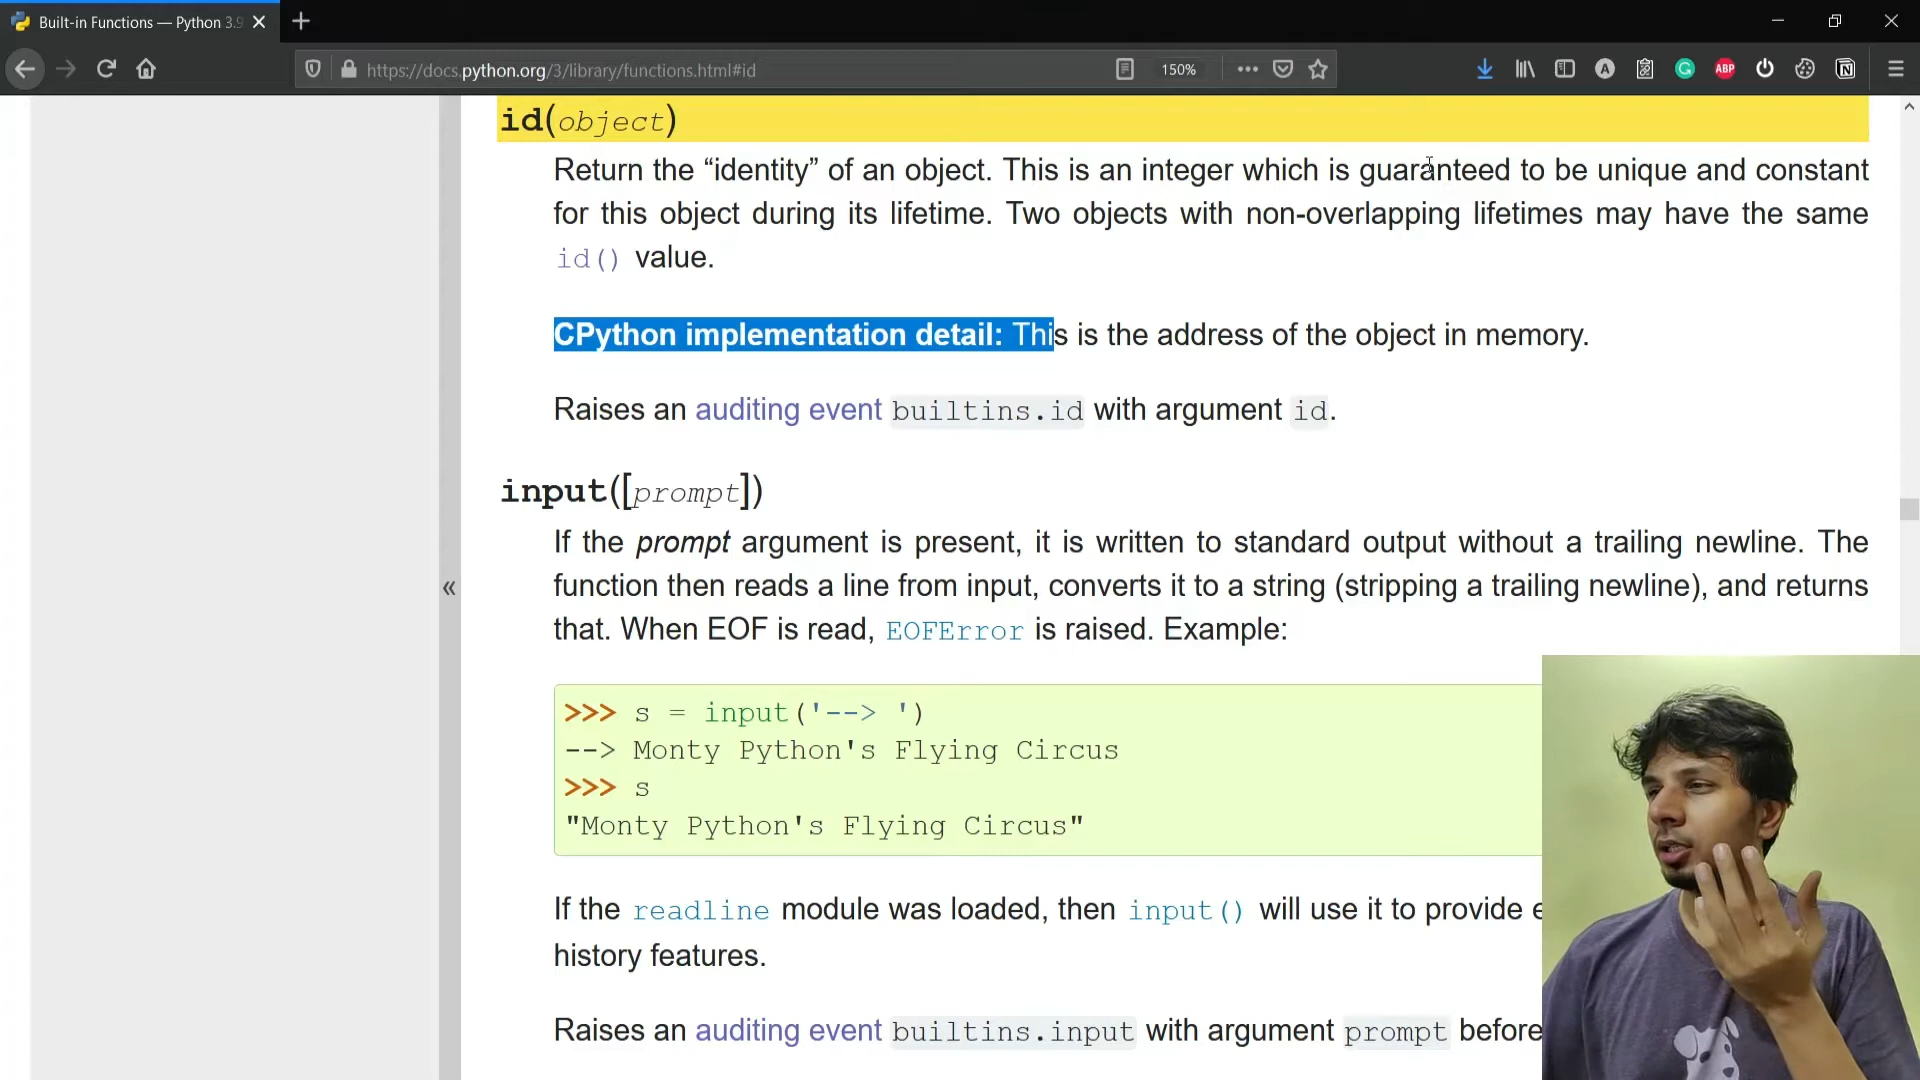 Built-in Functions — Python 3.9
https://docs.python.org/3/library/functions.html#id
150%
A
ABP
id(object)
Return the “identity” of an object. This is an integer which is guaranteed to be unique and constant
for this object during its lifetime. Two objects with non-overlapping lifetimes may have the same
id() value.
CPython implementation detail: This is the address of the object in memory.
Raises an auditing event builtins.id with argument id.
input([prompt])
If the prompt argument is present, it is written to standard output without a trailing newline. The
function then reads a line from input, converts it to a string (stripping a trailing newline), and returns
«
that. When EOF is read, EOFError is raised. Example:
>>> s = input('--> ')
--> Monty Python's Flying Circus
>>> s
"Monty Python's Flying Circus"
If the readline module was loaded, then input() will use it to provide e
history features.
Raises an auditing event builtins.input with argument prompt before